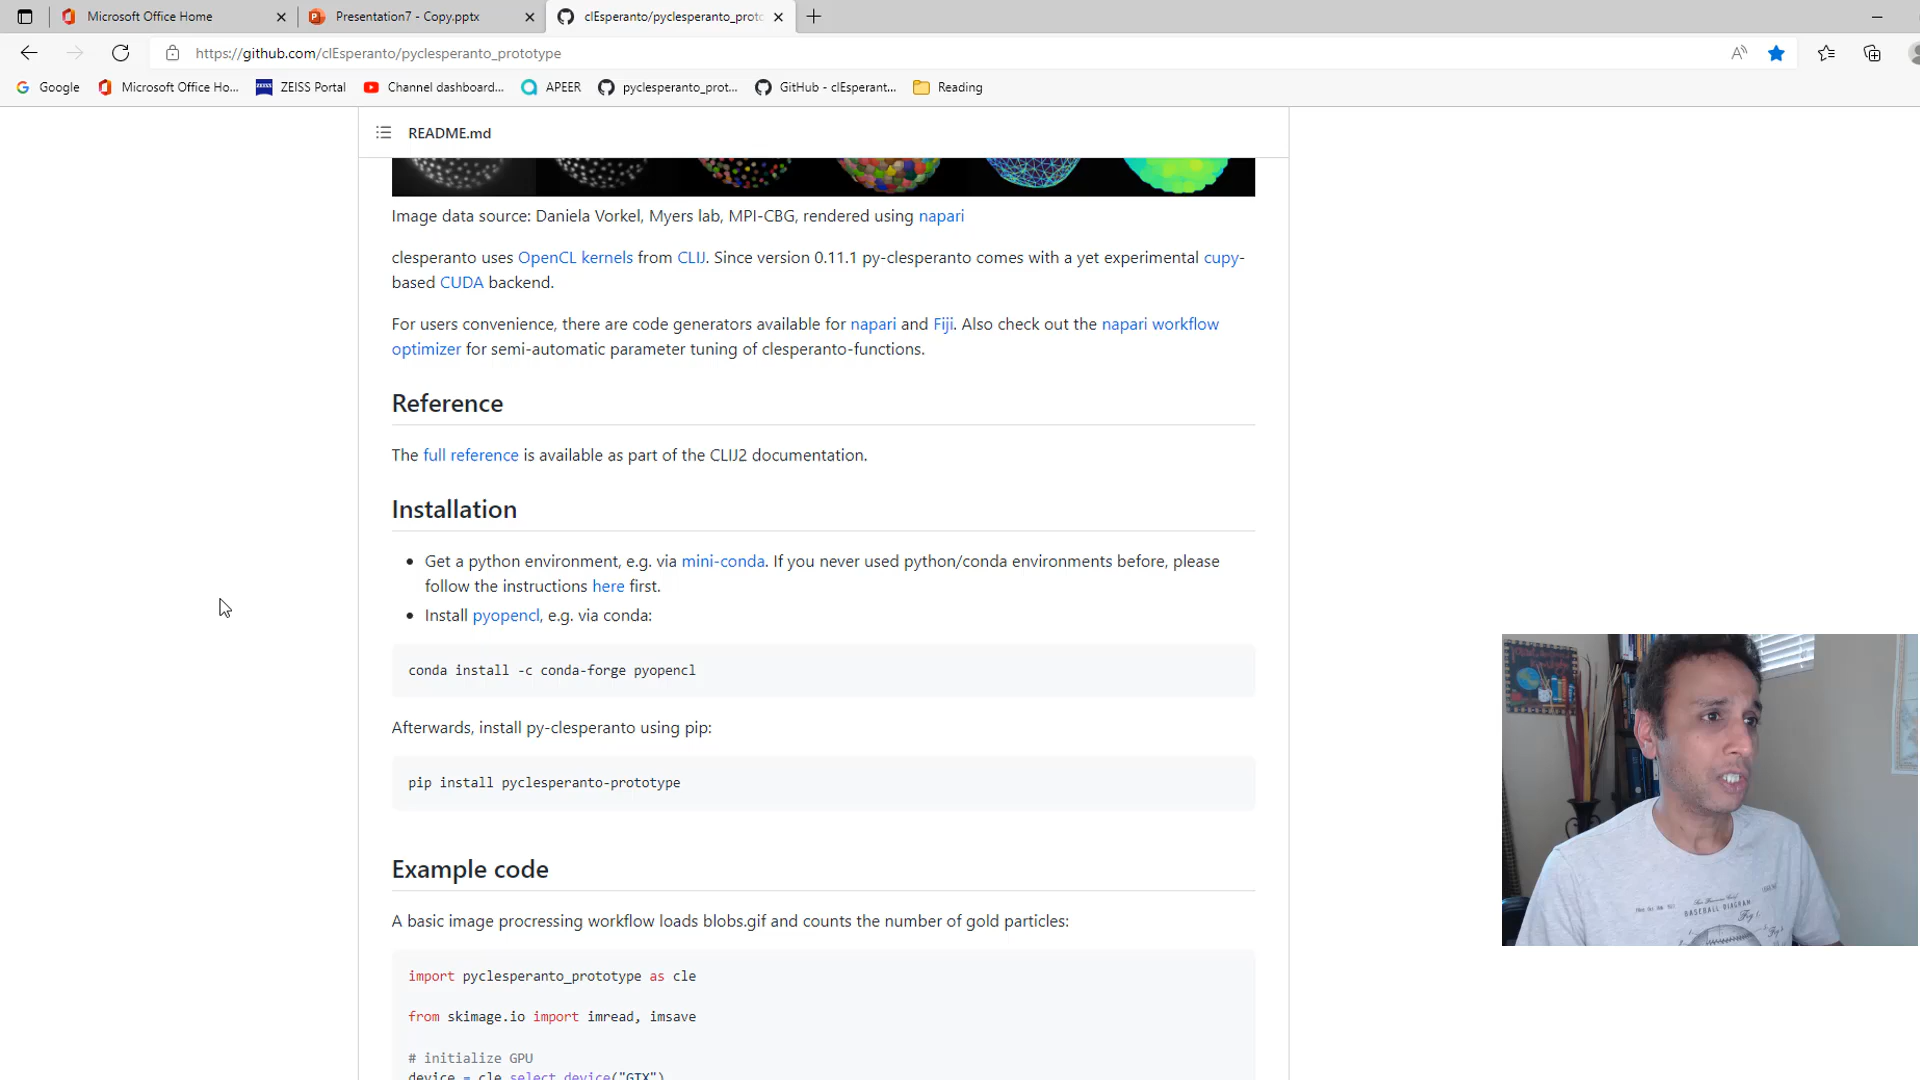 Microsoft Office Home
Presentation7 - Copy.pptx
clEsperanto/pyclesperanto_proto
https://github.com/clEsperanto/pyclesperanto_prototype
Google
Microsoft Office Ho...
ZEISS Portal
Channel dashboard...
APEER
pyclesperanto_prot...
GitHub - clEsperant...
Reading
README.md
Image data source: Daniela Vorkel, Myers lab, MPI-CBG, rendered using napari
clesperanto uses OpenCL kernels from CLIJ. Since version 0.11.1 py-clesperanto comes with a yet experimental cupy-
based CUDA backend.
For users convenience, there are code generators available for napari and Fiji. Also check out the napari workflow
optimizer for semi-automatic parameter tuning of clesperanto-functions.
Reference
The full reference is available as part of the CLIJ2 documentation.
Installation
• Get a python environment, e.g. via mini-conda. If you never used python/conda environments before, please
follow the instructions here first.
• Install pyopencl, e.g. via conda:
conda install -c conda-forge pyopencl
Afterwards, install py-clesperanto using pip:
pip install pyclesperanto-prototype
Example code
A basic image procressing workflow loads blobs.gif and counts the number of gold particles:
import pyclesperanto_prototype as cle
from skimage.io import imread, imsave
# initialize GPU
device = cle.select_device("GTX")
BASEBALL DIAGRAM